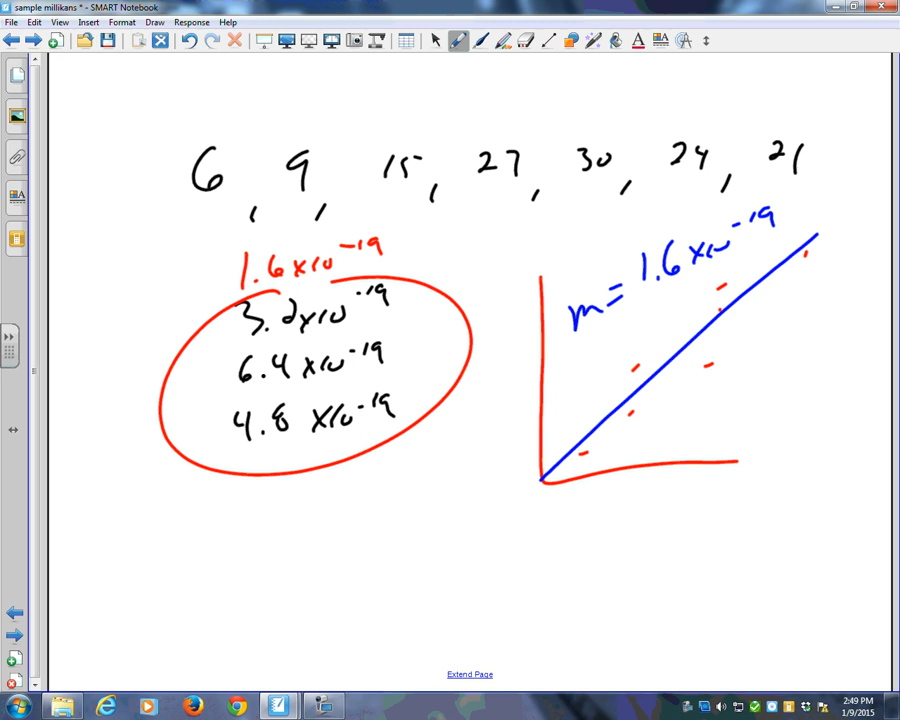 sample millikans * - SMART Notebook
File Edit View Insert Format Draw Response Help
6, 9, 15, 27, 30, 24, 21
1.6 x10⁻¹⁹
3.2x10⁻¹⁹
6.4 x10⁻¹⁹
4.8 x10⁻¹⁹
m = 1.6 x10⁻¹⁹
Extend Page
2:49 PM
1/9/2015